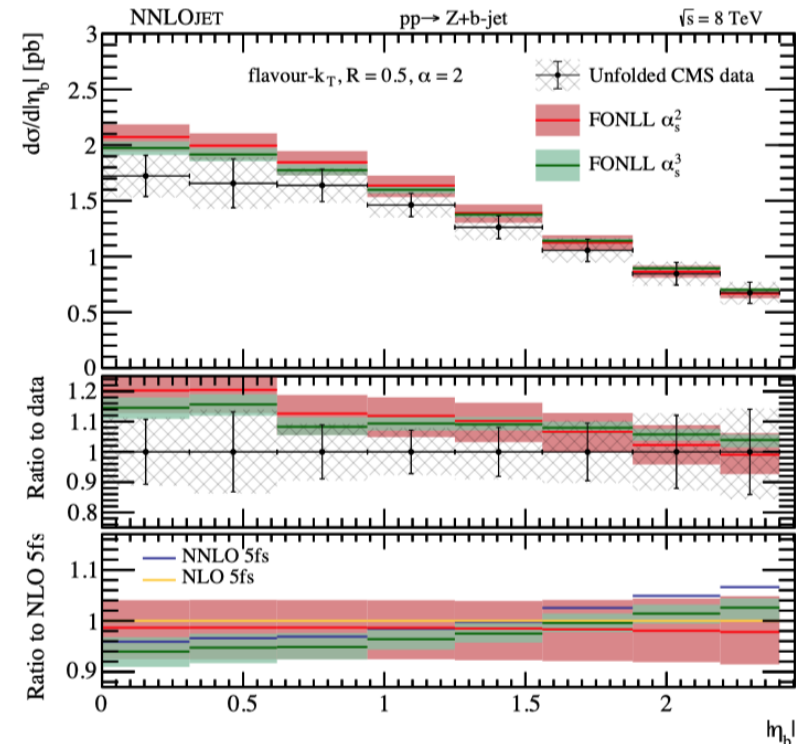 NNLOJET pp→ Z+b-jet √s = 8 TeV
dσ/d|η_b| [pb]
3
2.5
2
1.5
1
0.5
0
flavour-k_T, R = 0.5, α = 2
Unfolded CMS data
FONLL α_s^2
FONLL α_s^3
Ratio to data
1.2
1.1
1
0.9
0.8
Ratio to NLO 5fs
1.1
1
0.9
NNLO 5fs
NLO 5fs
0 0.5 1 1.5 2
|η_b|